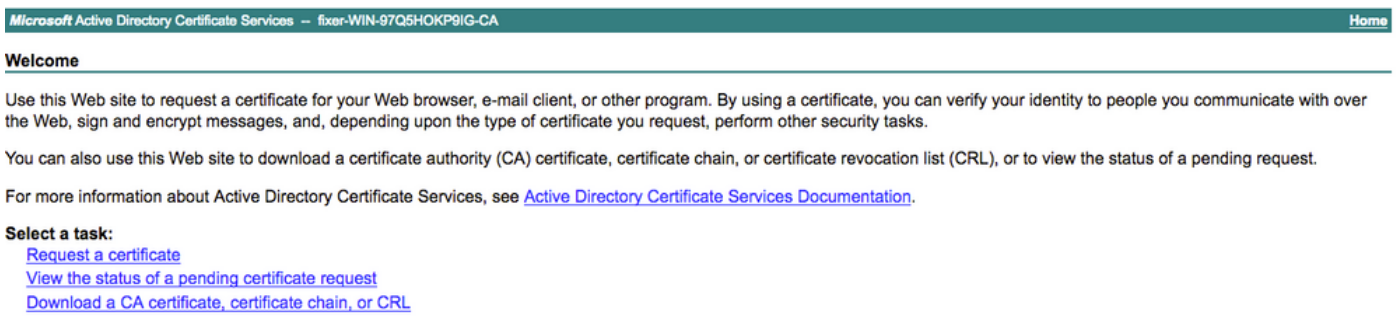 Microsoft Active Directory Certificate Services -- fixer-WIN-97Q5HOKP9IG-CA Home
Welcome
Use this Web site to request a certificate for your Web browser, e-mail client, or other program. By using a certificate, you can verify your identity to people you communicate with over
the Web, sign and encrypt messages, and, depending upon the type of certificate you request, perform other security tasks.
You can also use this Web site to download a certificate authority (CA) certificate, certificate chain, or certificate revocation list (CRL), or to view the status of a pending request.
For more information about Active Directory Certificate Services, see Active Directory Certificate Services Documentation.
Select a task:
Request a certificate
View the status of a pending certificate request
Download a CA certificate, certificate chain, or CRL